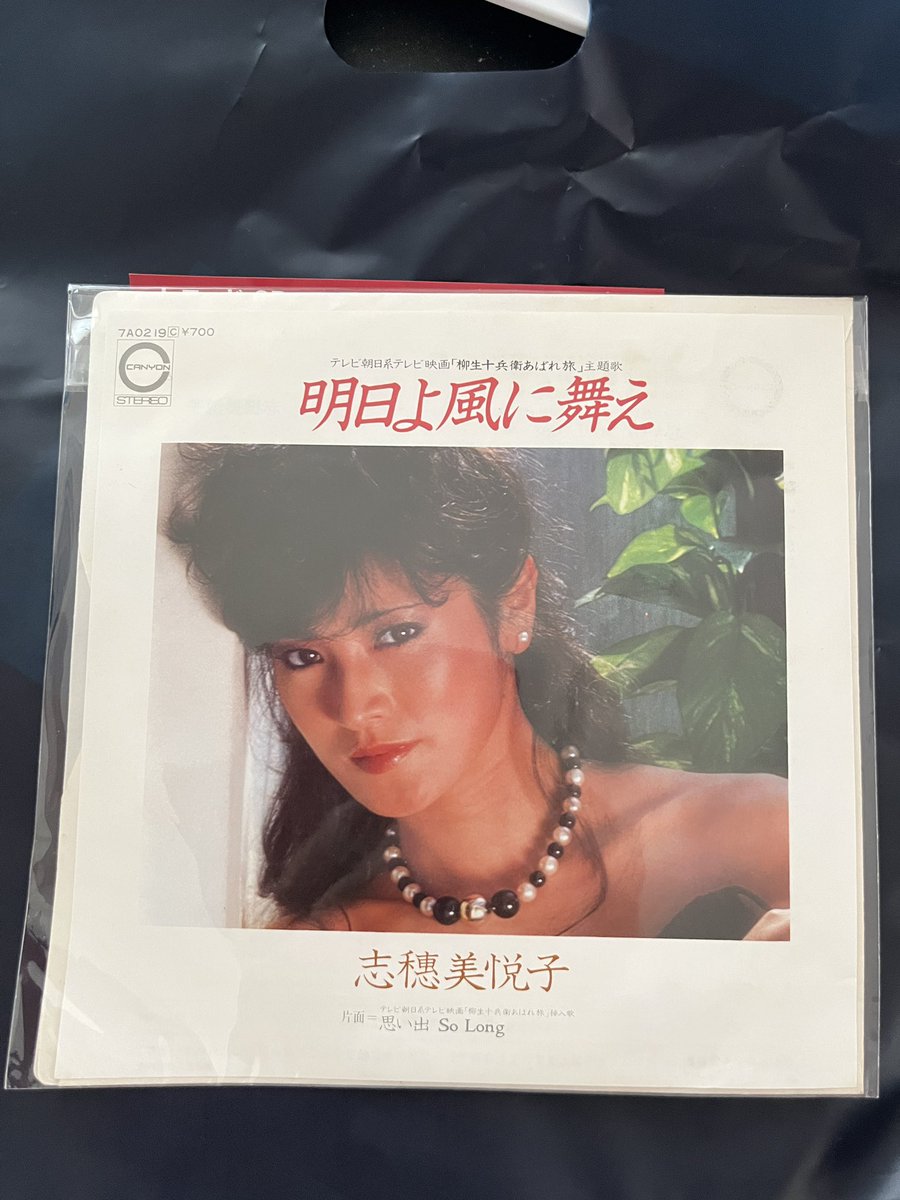 7A0219 C ¥700
CANYON
STEREO
テレビ朝日系テレビ映画「柳生十兵衛あばれ旅」主題歌
明日よ風に舞え
志穂美悦子
テレビ朝日系テレビ映画「柳生十兵衛あばれ旅」挿入歌
片面=思い出 So Long